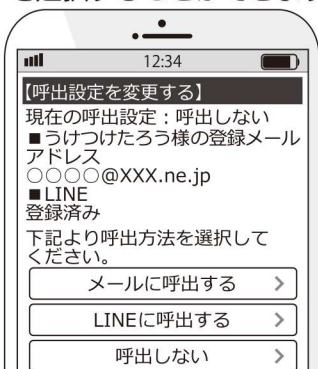 12:34
【呼出設定を変更する】
現在の呼出設定：呼出しない
■うけつけたろう様の登録メール
アドレス
○○○○@XXX.ne.jp
■LINE
登録済み
下記より呼出方法を選択して
ください。
メールに呼出する
LINEに呼出する
呼出しない